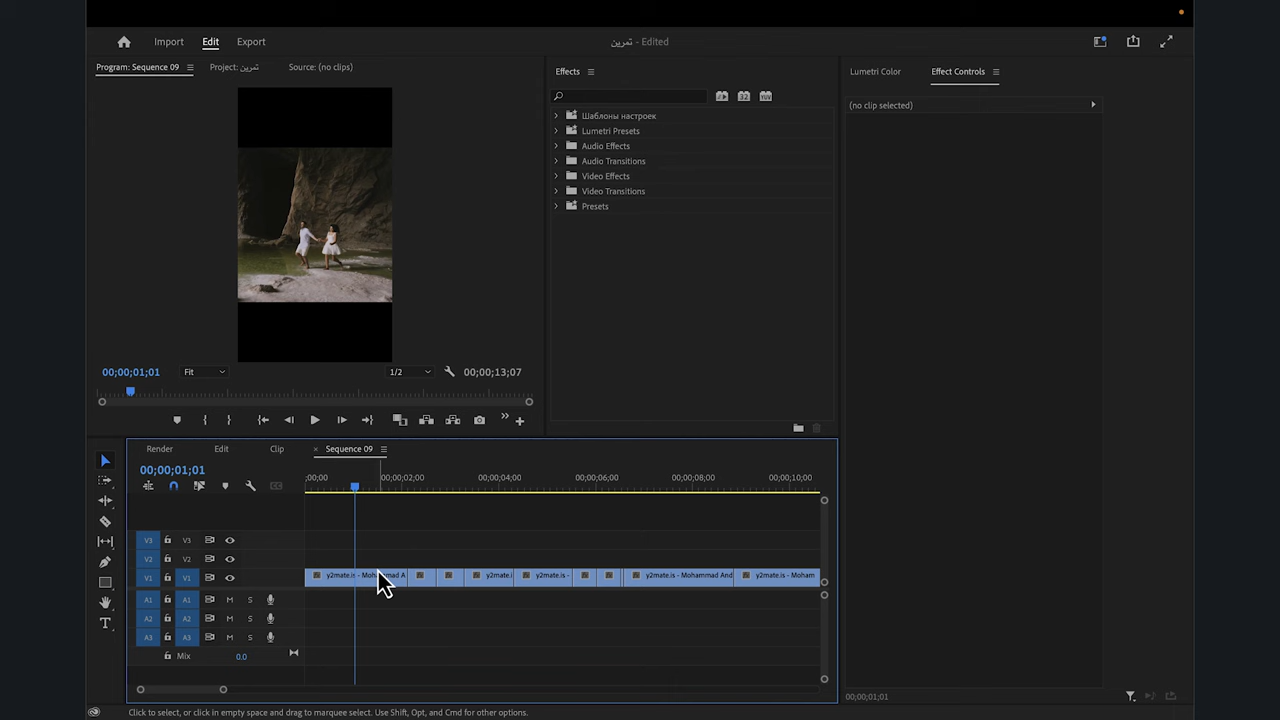 Import Edit Export
تمرين - Edited
Program: Sequence 09 Project: تمرين Source: (no clips)
Effects
Lumetri Color Effect Controls
(no clip selected)
Шаблоны настроек
Lumetri Presets
Audio Effects
Audio Transitions
Video Effects
Video Transitions
Presets
00;00;01;01 Fit 1/2 00;00;13;07
Render Edit Clip × Sequence 09
00;00;01;01
;00;00 00;00;02;00 00;00;04;00 00;00;06;00 00;00;08;00 00;00;10;00
V3 V3
V2 V2
V1 V1 y2mate.is - Mohammad A y2mate.i y2mate.is - y2mate.is - Mohammad And y2mate.is - Moham
A1 A1 M S
A2 A2 M S
A3 A3 M S
Mix 0.0
00;00;01;01
Click to select, or click in empty space and drag to marquee select. Use Shift, Opt, and Cmd for other options.